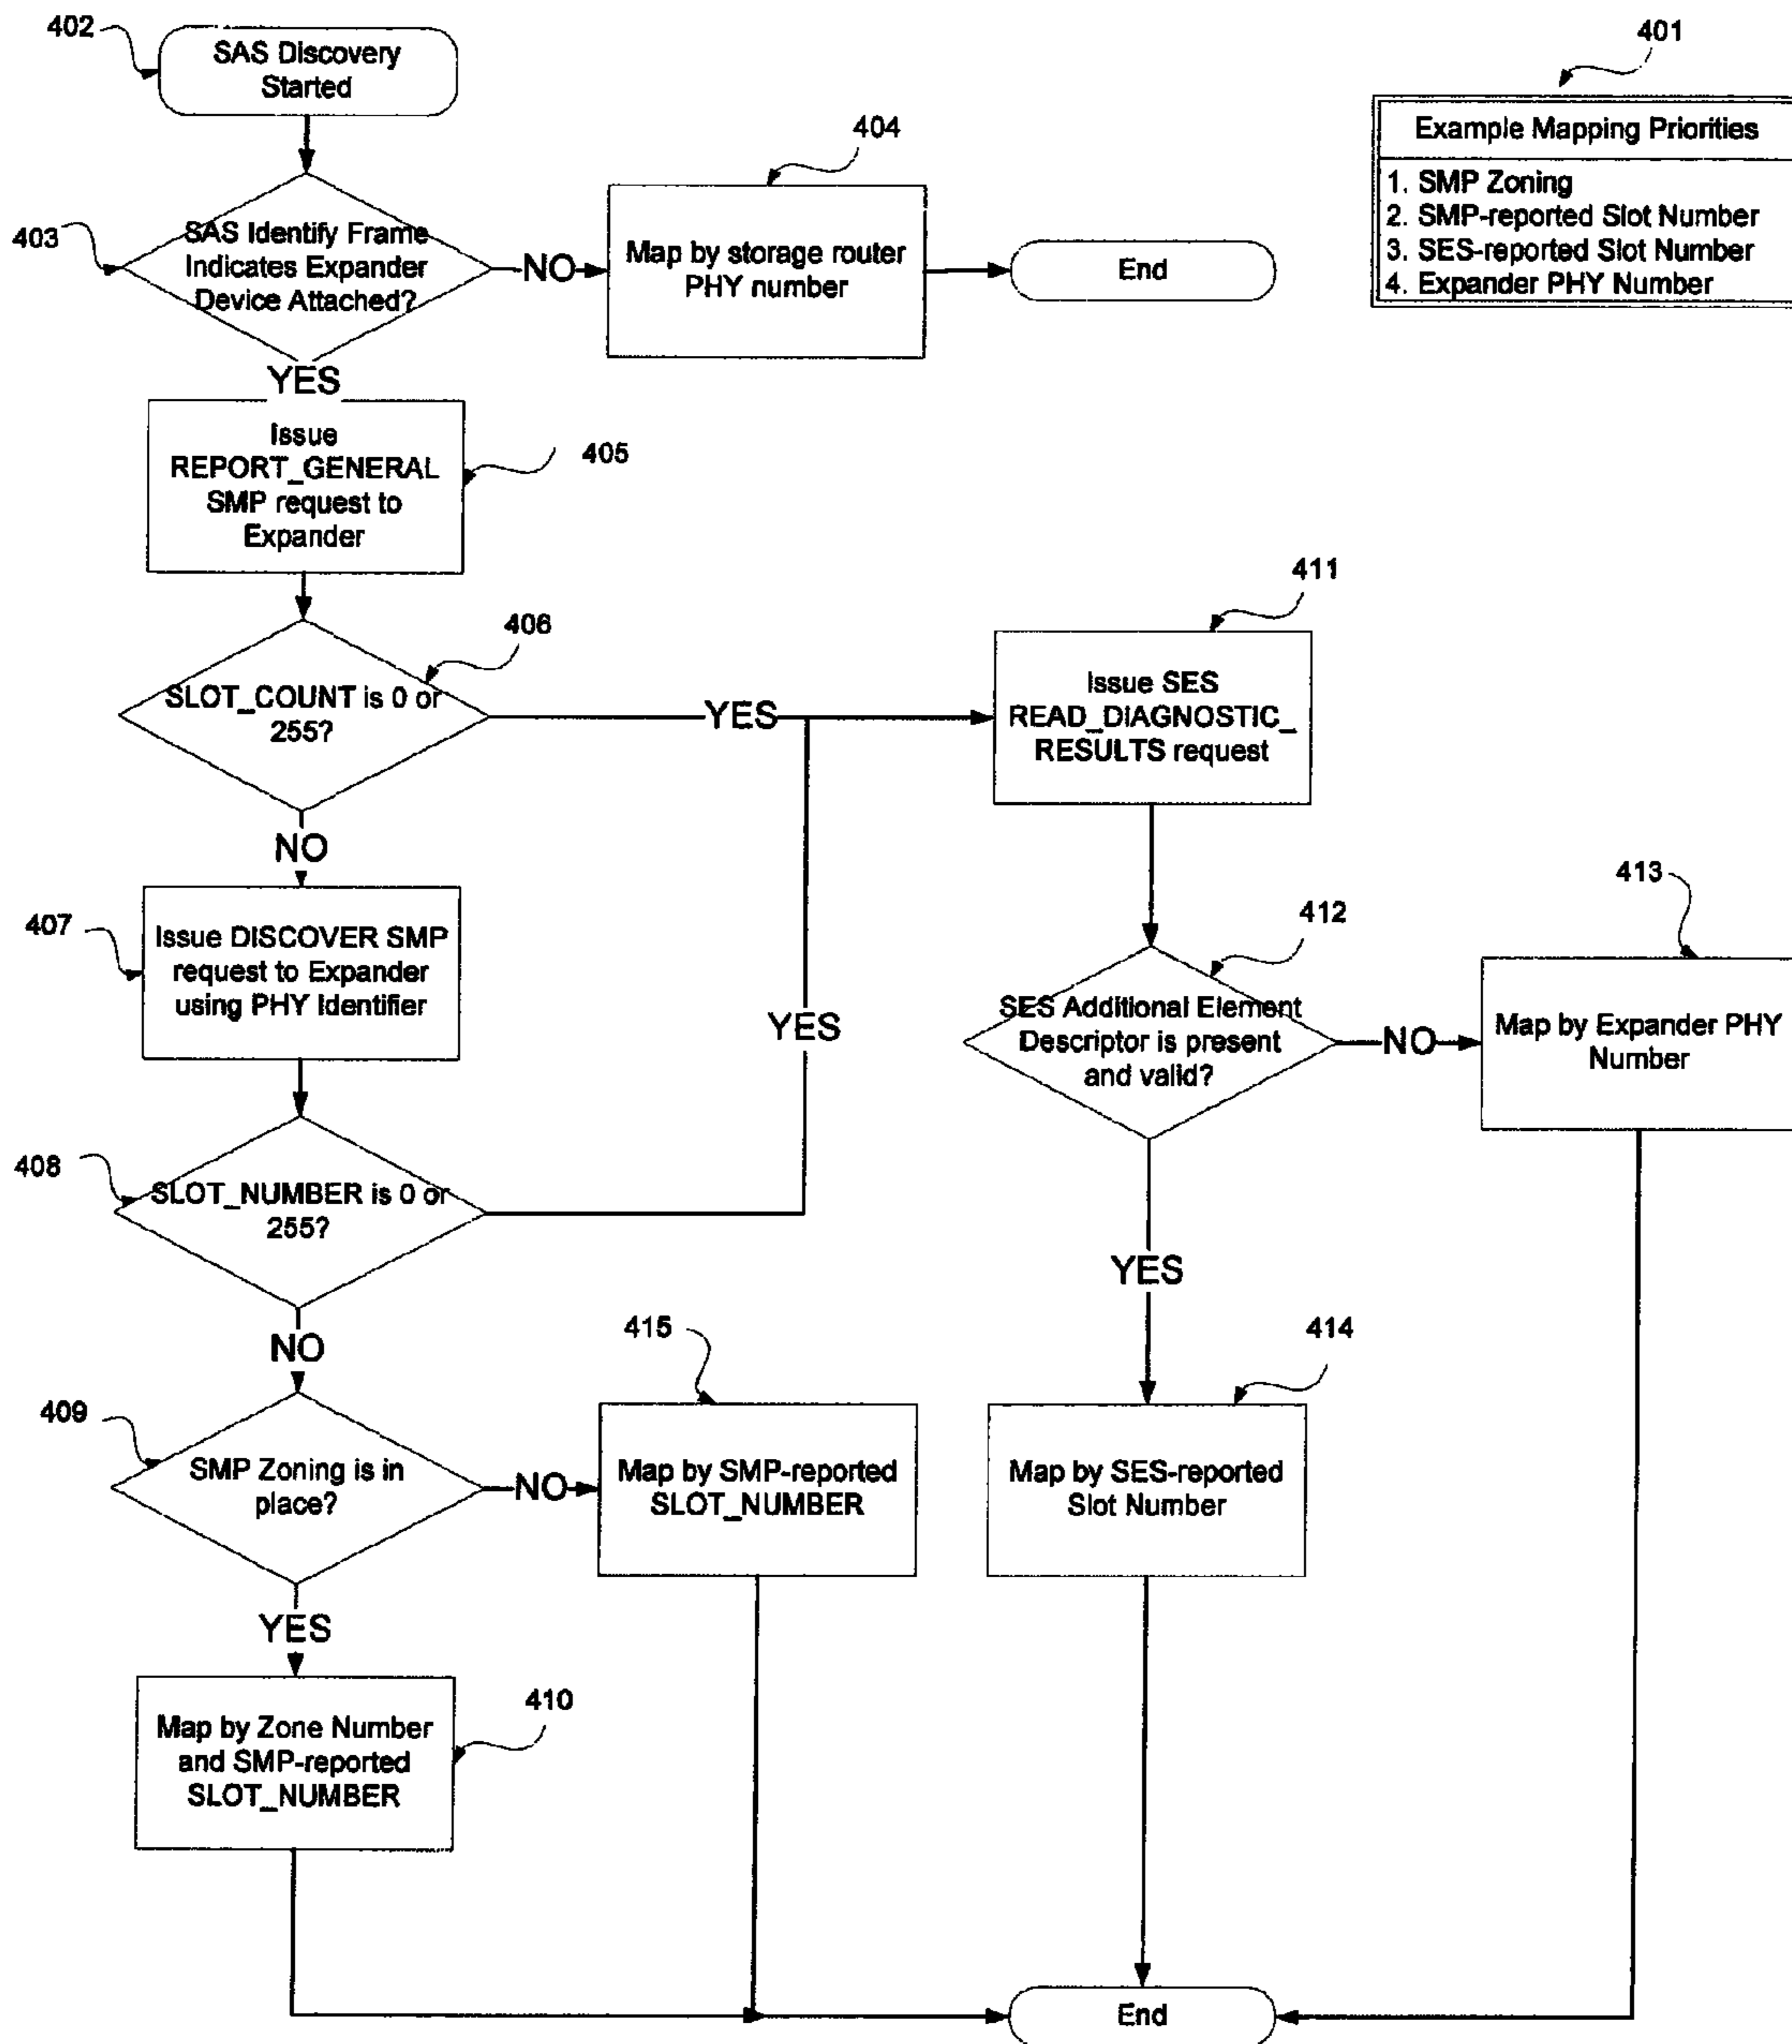 402
SAS Discovery
Started
401
Example Mapping Priorities
1. SMP Zoning
2. SMP-reported Slot Number
3. SES-reported Slot Number
4. Expander PHY Number
403
SAS Identify Frame
Indicates Expander
Device Attached?
NO
404
Map by storage router
PHY number
End
YES
Issue
REPORT_GENERAL
SMP request to
Expander
405
406
SLOT_COUNT is 0 or
255?
YES
411
Issue SES
READ_DIAGNOSTIC_
RESULTS request
NO
407
Issue DISCOVER SMP
request to Expander
using PHY Identifier
YES
412
SES Additional Element
Descriptor is present
and valid?
NO
413
Map by Expander PHY
Number
408
SLOT_NUMBER is 0 or
255?
YES
NO
409
SMP Zoning is in
place?
NO
415
Map by SMP-reported
SLOT_NUMBER
414
Map by SES-reported
Slot Number
YES
410
Map by Zone Number
and SMP-reported
SLOT_NUMBER
End